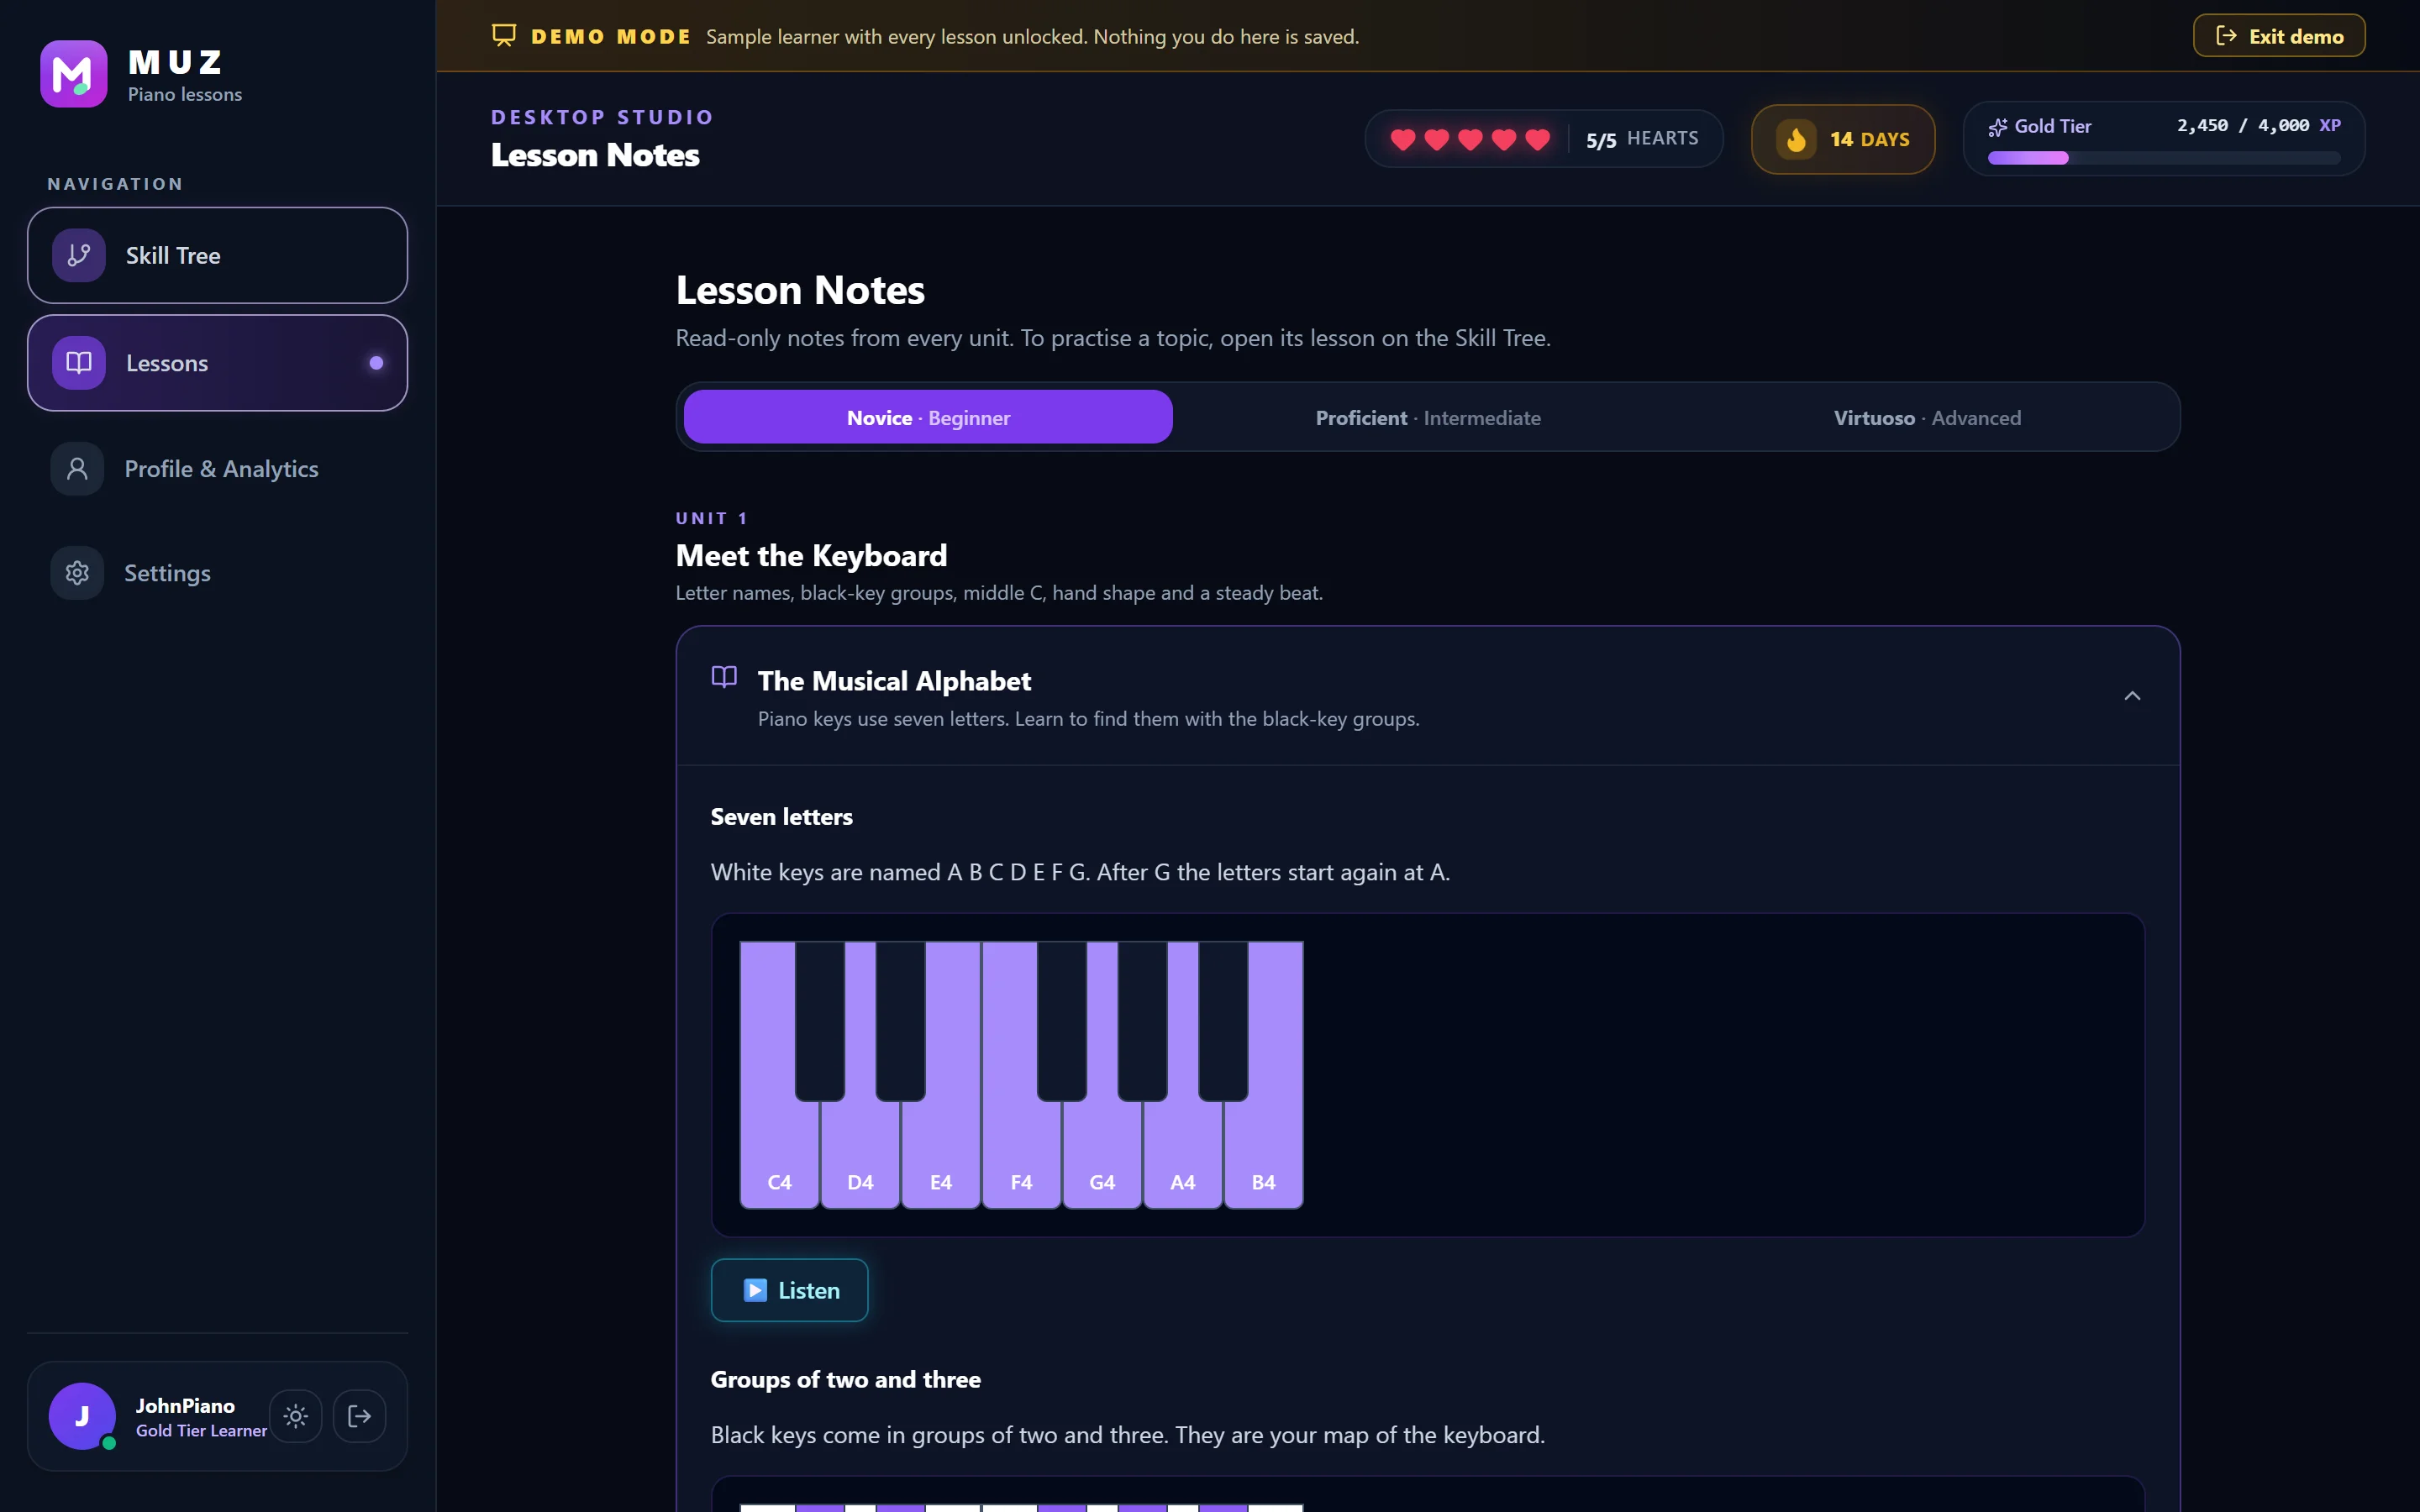 MUZ
Piano lessons
NAVIGATION
Skill Tree
Lessons
Profile & Analytics
Settings
J
JohnPiano
Gold Tier Learner
DEMO MODE Sample learner with every lesson unlocked. Nothing you do here is saved.
Exit demo
DESKTOP STUDIO
Lesson Notes
5/5 HEARTS
14 DAYS
Gold Tier 2,450 / 4,000 XP
Lesson Notes
Read-only notes from every unit. To practise a topic, open its lesson on the Skill Tree.
Novice · Beginner
Proficient · Intermediate
Virtuoso · Advanced
UNIT 1
Meet the Keyboard
Letter names, black-key groups, middle C, hand shape and a steady beat.
The Musical Alphabet
Piano keys use seven letters. Learn to find them with the black-key groups.
Seven letters
White keys are named A B C D E F G. After G the letters start again at A.
C4 D4 E4 F4 G4 A4 B4
Listen
Groups of two and three
Black keys come in groups of two and three. They are your map of the keyboard.